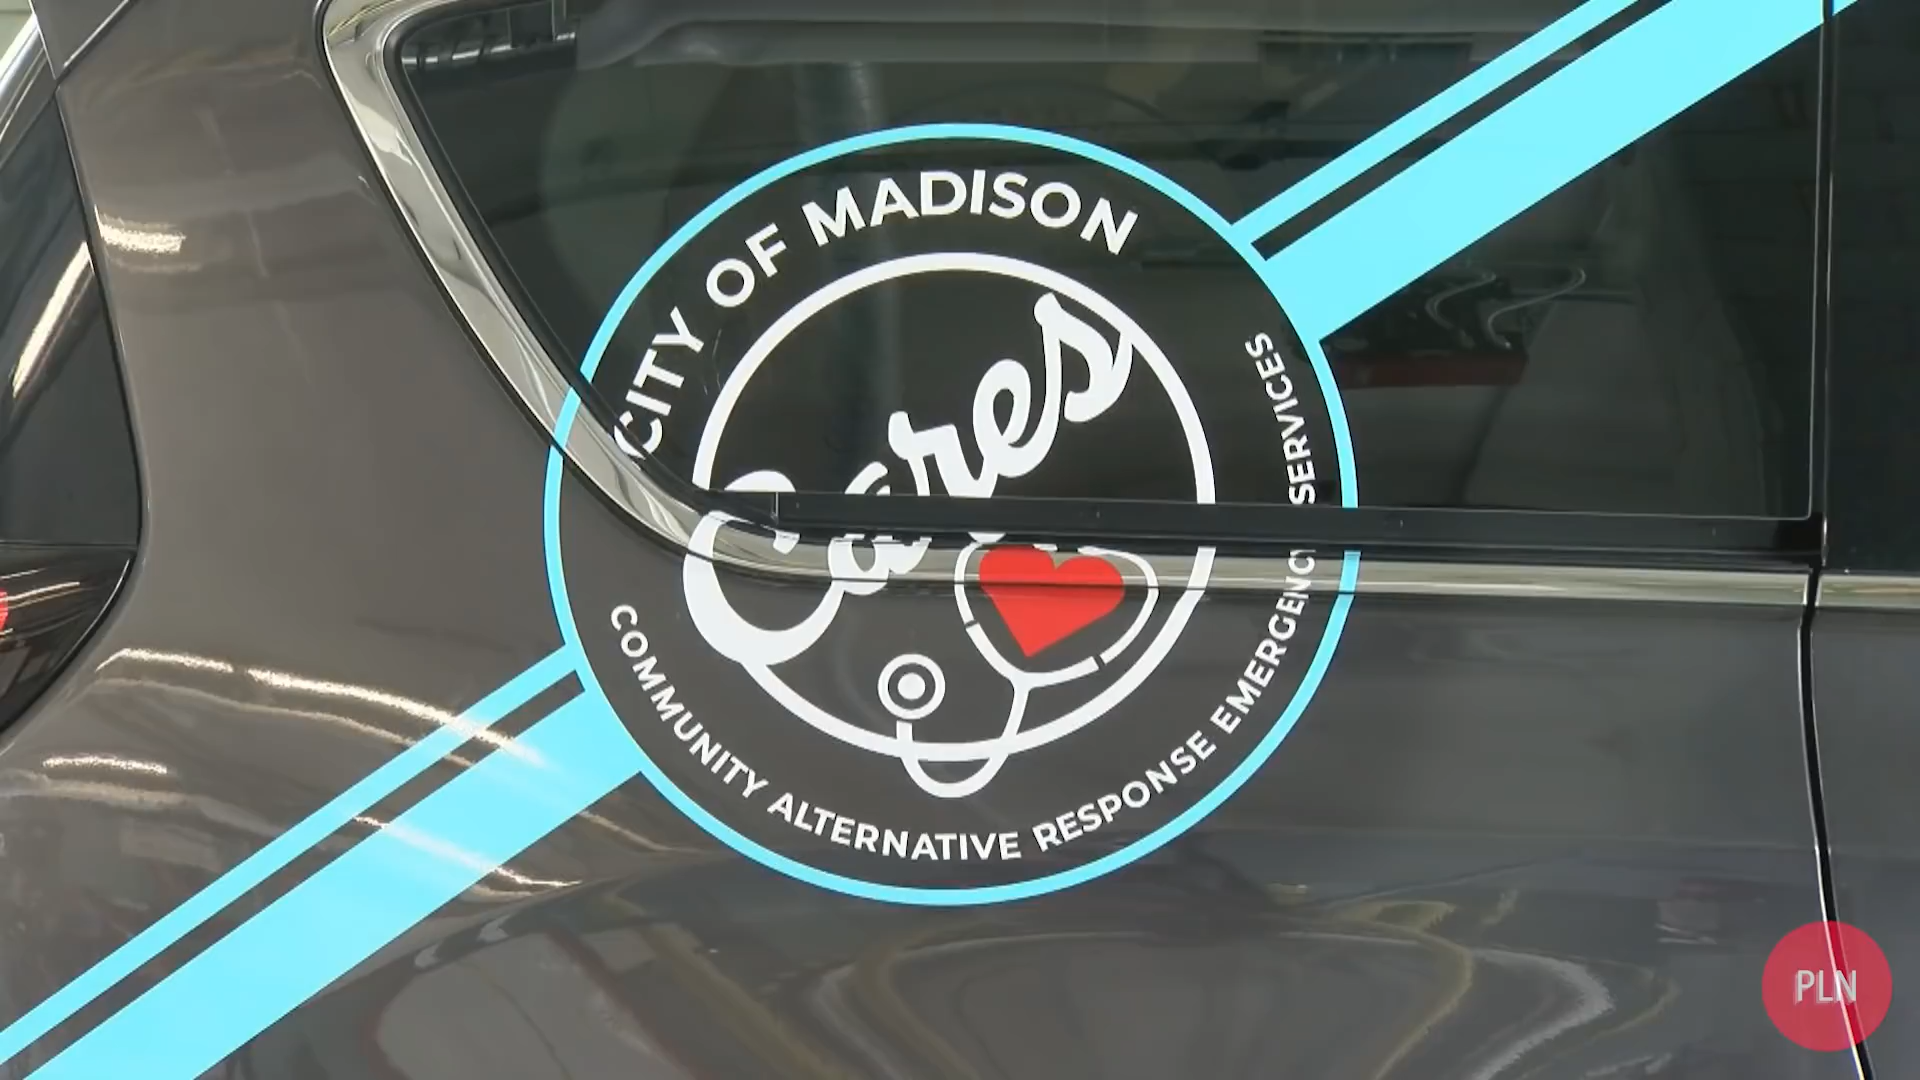 CITY OF MADISON
Cares
COMMUNITY ALTERNATIVE RESPONSE EMERGENCY SERVICES
PLN